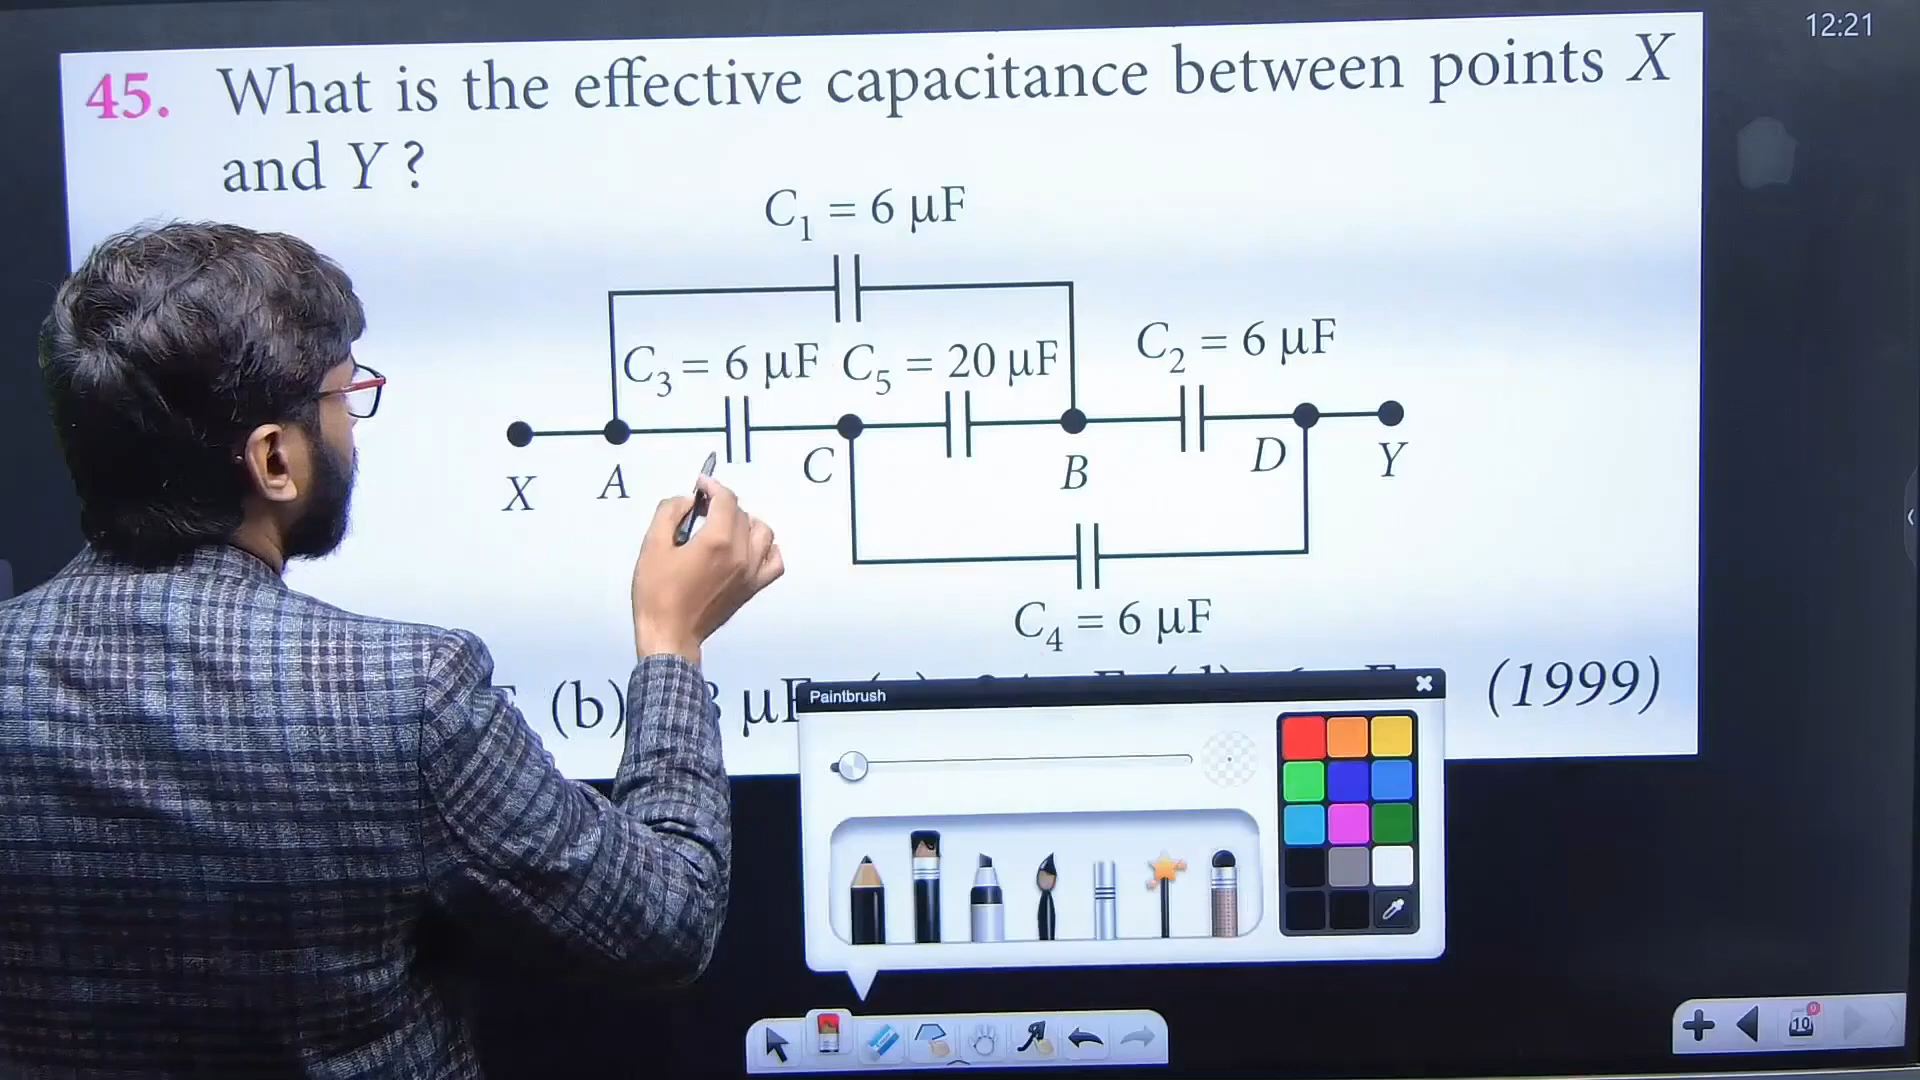 12:21
45. What is the effective capacitance between points X
and Y ?
C₁ = 6 µF
C₃ = 6 µF C₅ = 20 µF
C₂ = 6 µF
X A C B D Y
C₄ = 6 µF
(b) µF (1999)
Paintbrush
10